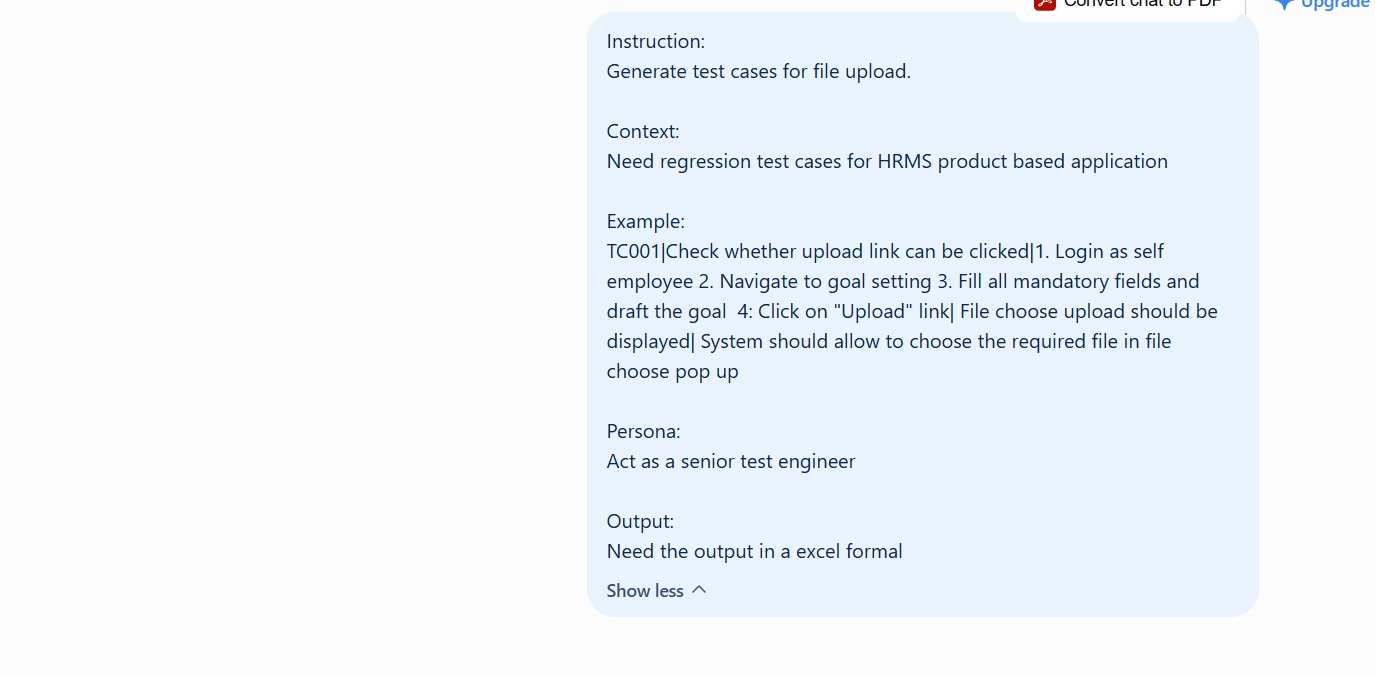 Convert chat to PDF
Upgrade
Instruction:
Generate test cases for file upload.
Context:
Need regression test cases for HRMS product based application
Example:
TC001|Check whether upload link can be clicked|1. Login as self
employee 2. Navigate to goal setting 3. Fill all mandatory fields and
draft the goal  4: Click on "Upload" link| File choose upload should be
displayed| System should allow to choose the required file in file
choose pop up
Persona:
Act as a senior test engineer
Output:
Need the output in a excel formal
Show less